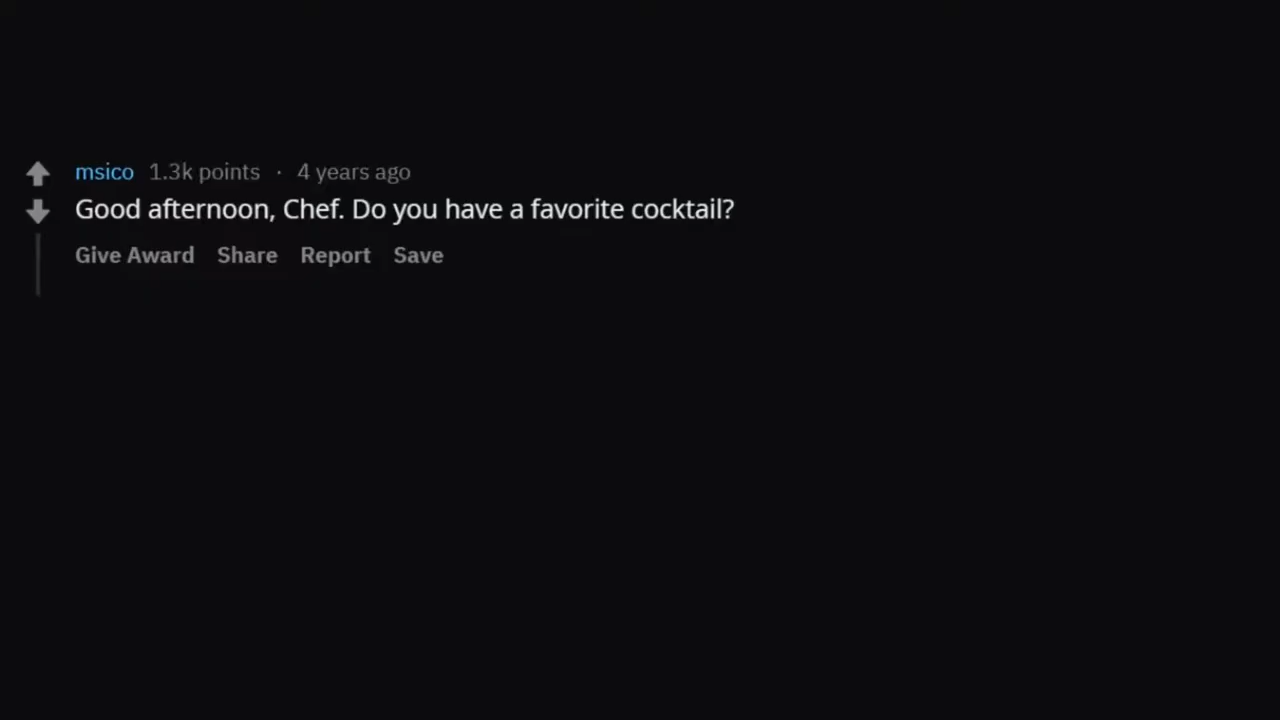 msico 1.3k points · 4 years ago
Good afternoon, Chef. Do you have a favorite cocktail?
Give Award Share Report Save